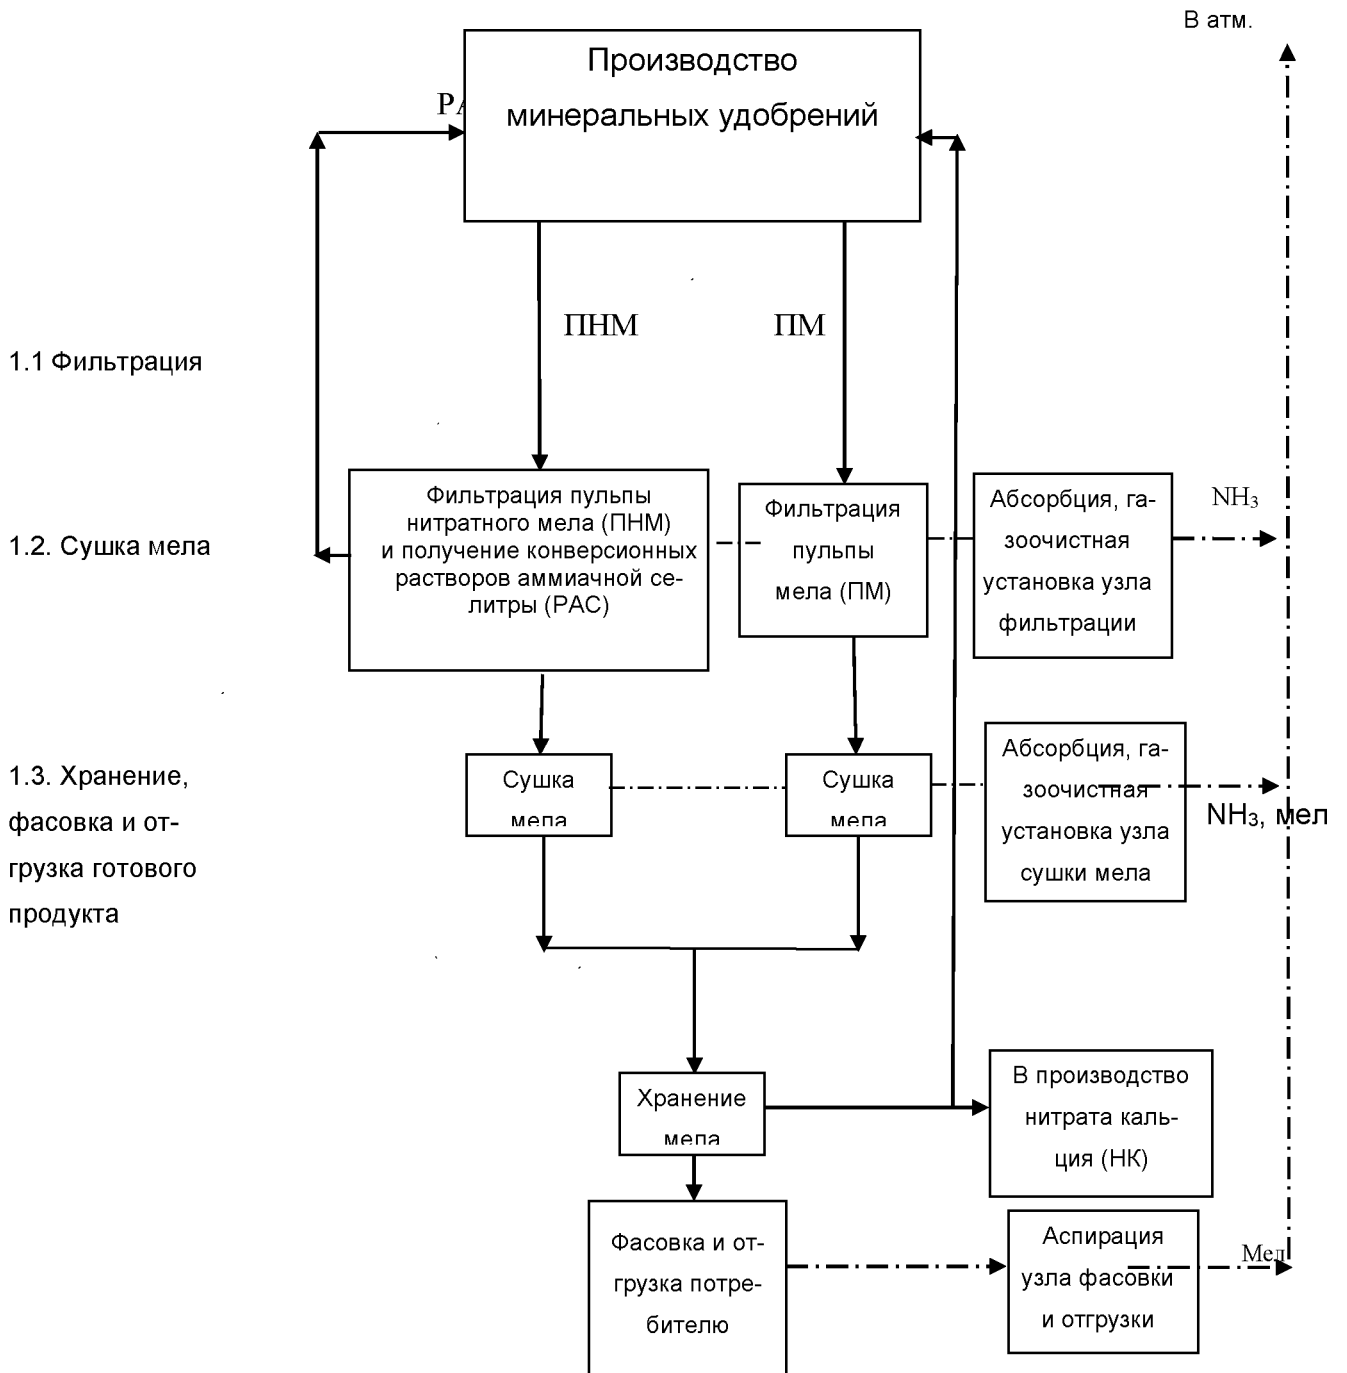 В атм.
Производство
минеральных удобрений
РА
ПНМ
ПМ
1.1 Фильтрация
Фильтрация пульпы
нитратного мела (ПНМ)
и получение конверсионных
растворов аммиачной се-
литры (РАС)
Фильтрация
пульпы
мела (ПМ)
Абсорбция, га-
зоочистная
установка узла
фильтрации
NH₃
1.2. Сушка мела
1.3. Хранение,
фасовка и от-
грузка готового
продукта
Сушка
мела
Сушка
мела
Абсорбция, га-
зоочистная
установка узла
сушки мела
NH₃, мел
Хранение
мела
В производство
нитрата каль-
ция (НК)
Фасовка и от-
грузка потре-
бителю
Аспирация
узла фасовки
и отгрузки
Мел